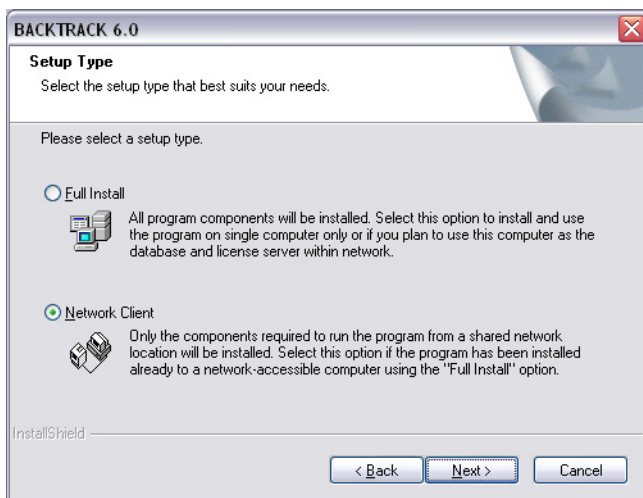 BACKTRACK 6.0
Setup Type
Select the setup type that best suits your needs.
Please select a setup type.
Full Install
All program components will be installed. Select this option to install and use
the program on single computer only or if you plan to use this computer as the
database and license server within network.
Network Client
Only the components required to run the program from a shared network
location will be installed. Select this option if the program has been installed
already to a network-accessible computer using the "Full Install" option.
InstallShield
< Back
Next >
Cancel